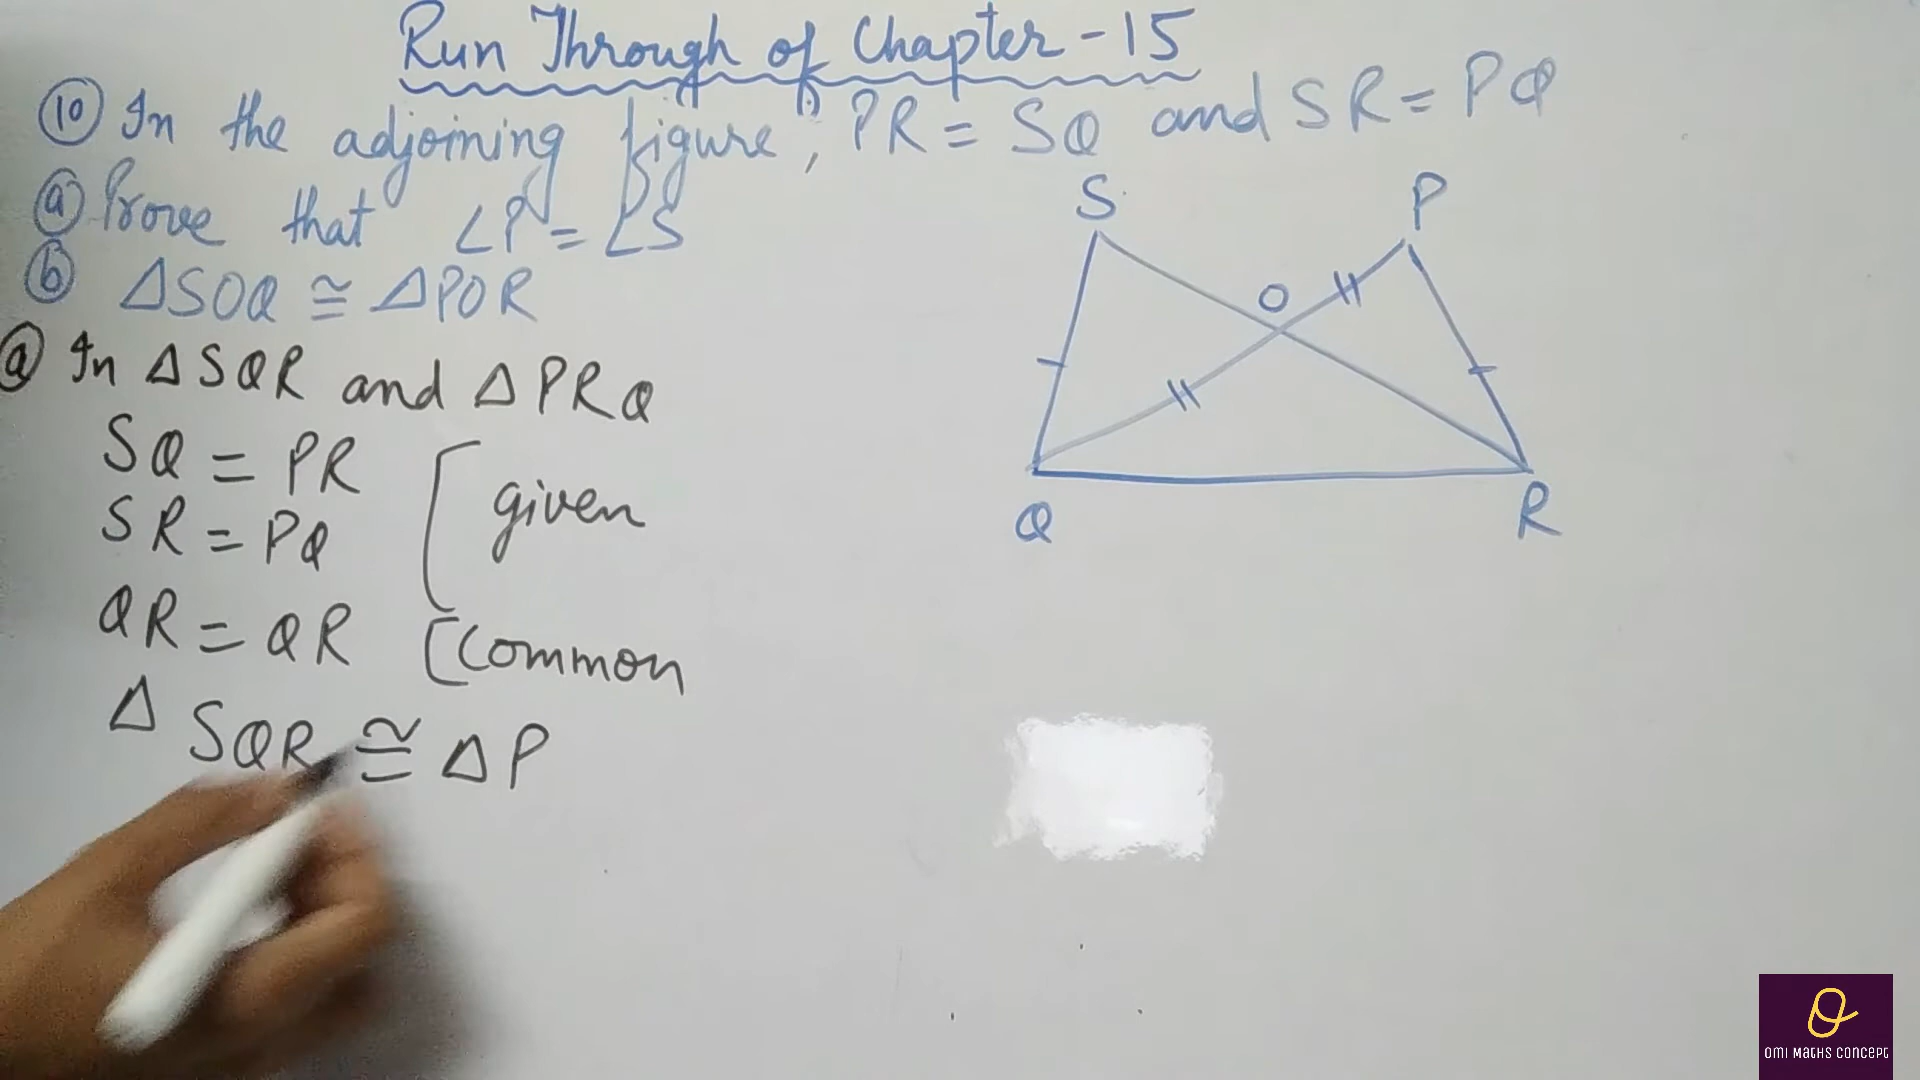 Run Through of Chapter - 15
⑩ In the adjoining figure, PR = SQ and SR = PQ
ⓐ Prove that ∠P = ∠S
ⓑ ΔSOQ ≅ ΔPOR
ⓐ In ΔSQR and ΔPRQ
SQ = PR [given
SR = PQ
QR = QR [common
Δ SQR ≅ ΔP
S P
O
Q R
OMI MATHS CONCEPT